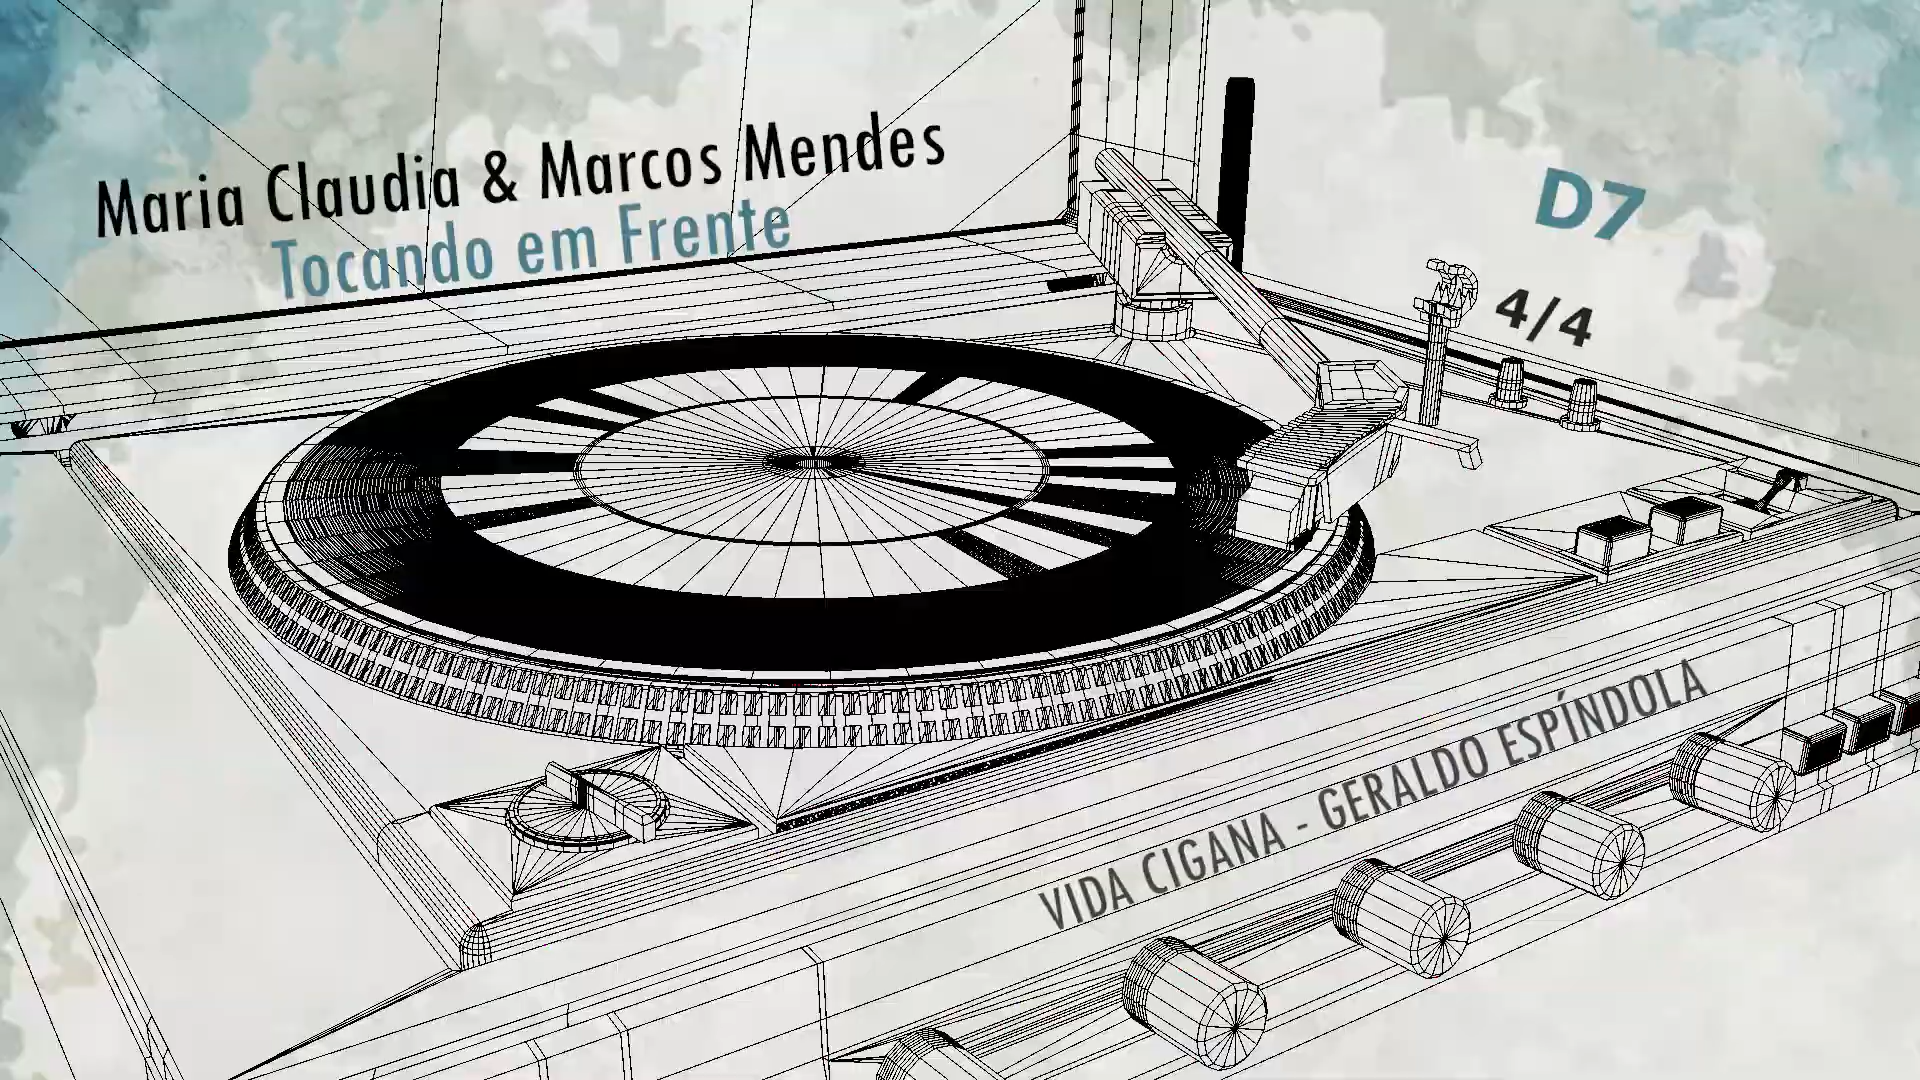 Maria Claudia & Marcos Mendes
Tocando em Frente
D7
4/4
VIDA CIGANA - GERALDO ESPÍNDOLA